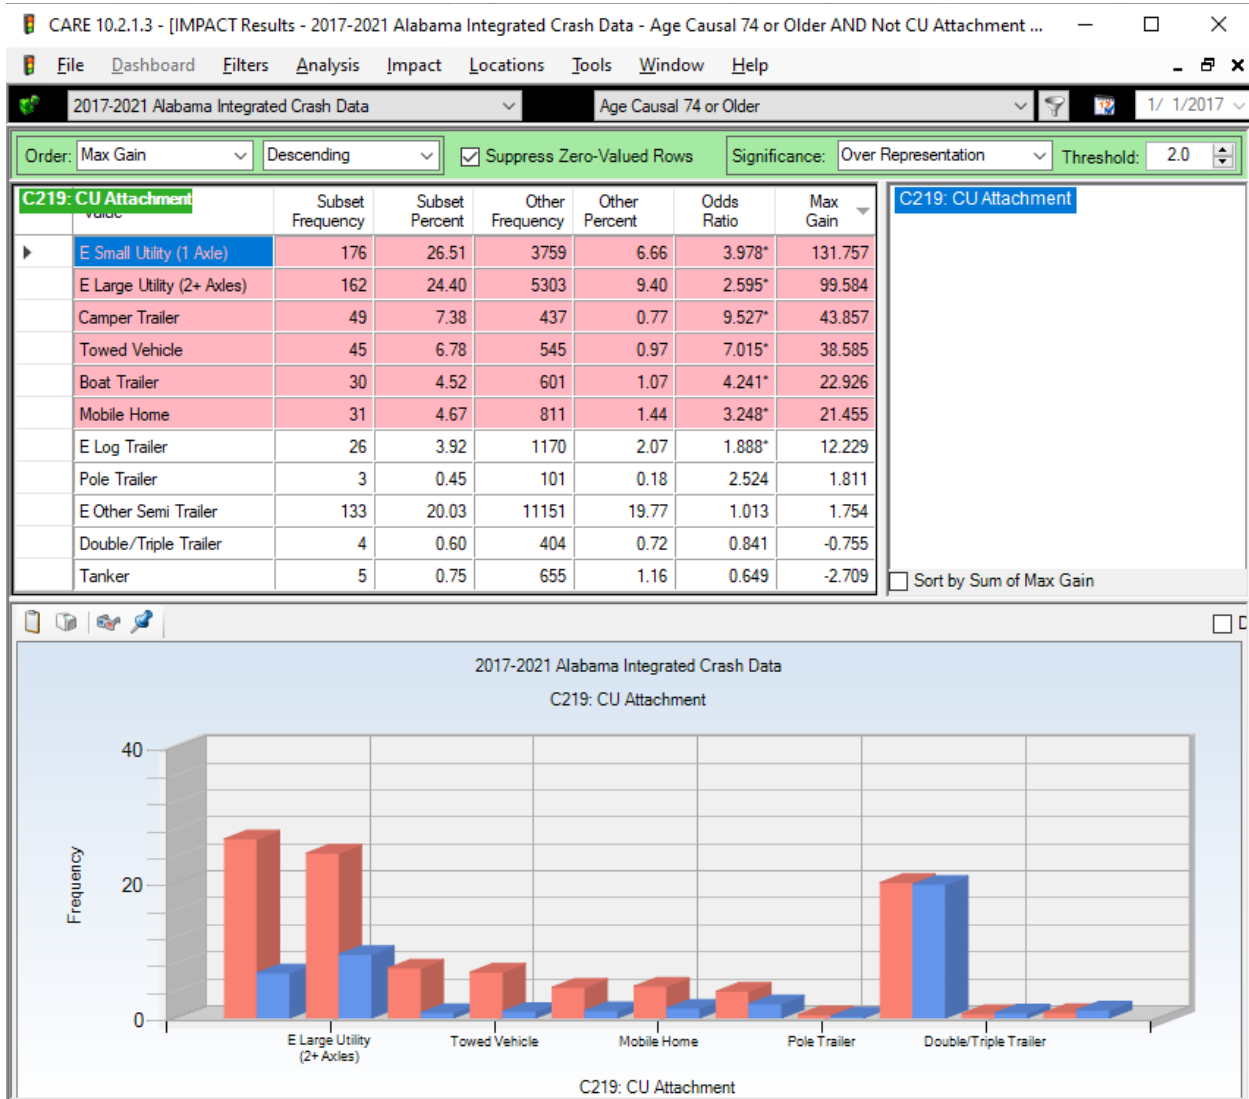 CARE 10.2.1.3 - [IMPACT Results - 2017-2021 Alabama Integrated Crash Data - Age Causal 74 or Older AND Not CU Attachment ...
File Dashboard Filters Analysis Impact Locations Tools Window Help
2017-2021 Alabama Integrated Crash Data Age Causal 74 or Older 1/ 1/2017
Order: Max Gain Descending Suppress Zero-Valued Rows Significance: Over Representation Threshold: 2.0
C219: CU Attachment Value Subset Frequency Subset Percent Other Frequency Other Percent Odds Ratio Max Gain
E Small Utility (1 Axle) 176 26.51 3759 6.66 3.978* 131.757
E Large Utility (2+ Axles) 162 24.40 5303 9.40 2.595* 99.584
Camper Trailer 49 7.38 437 0.77 9.527* 43.857
Towed Vehicle 45 6.78 545 0.97 7.015* 38.585
Boat Trailer 30 4.52 601 1.07 4.241* 22.926
Mobile Home 31 4.67 811 1.44 3.248* 21.455
E Log Trailer 26 3.92 1170 2.07 1.888* 12.229
Pole Trailer 3 0.45 101 0.18 2.524 1.811
E Other Semi Trailer 133 20.03 11151 19.77 1.013 1.754
Double/Triple Trailer 4 0.60 404 0.72 0.841 -0.755
Tanker 5 0.75 655 1.16 0.649 -2.709
C219: CU Attachment
Sort by Sum of Max Gain
D
2017-2021 Alabama Integrated Crash Data
C219: CU Attachment
40
20
0
Frequency
E Large Utility (2+ Axles) Towed Vehicle Mobile Home Pole Trailer Double/Triple Trailer
C219: CU Attachment